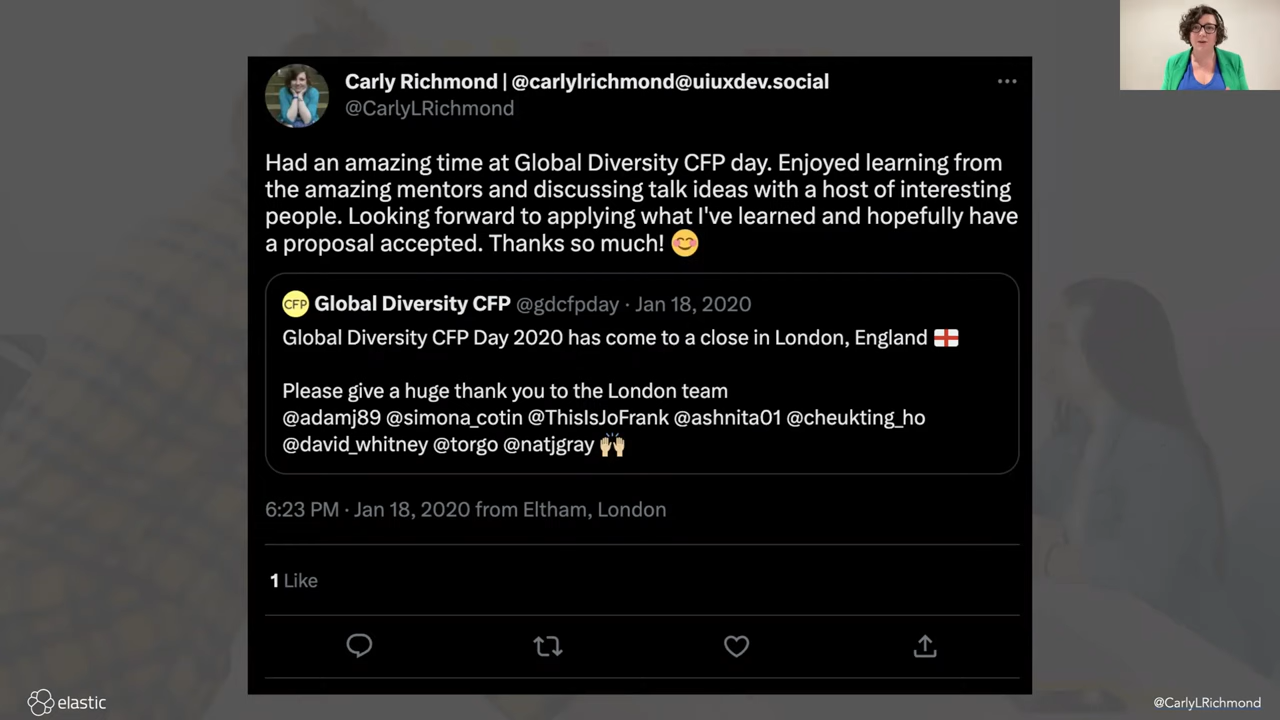 Carly Richmond | @carlylrichmond@uiuxdev.social
@CarlyLRichmond
Had an amazing time at Global Diversity CFP day. Enjoyed learning from
the amazing mentors and discussing talk ideas with a host of interesting
people. Looking forward to applying what I've learned and hopefully have
a proposal accepted. Thanks so much! 😊
CFP Global Diversity CFP @gdcfpday · Jan 18, 2020
Global Diversity CFP Day 2020 has come to a close in London, England 🏴󠁧󠁢󠁥󠁮󠁧󠁿
Please give a huge thank you to the London team
@adamj89 @simona_cotin @ThisIsJoFrank @ashnita01 @cheukting_ho
@david_whitney @torgo @natjgray 🙌🏼
6:23 PM · Jan 18, 2020 from Eltham, London
1 Like
elastic
@CarlyLRichmond